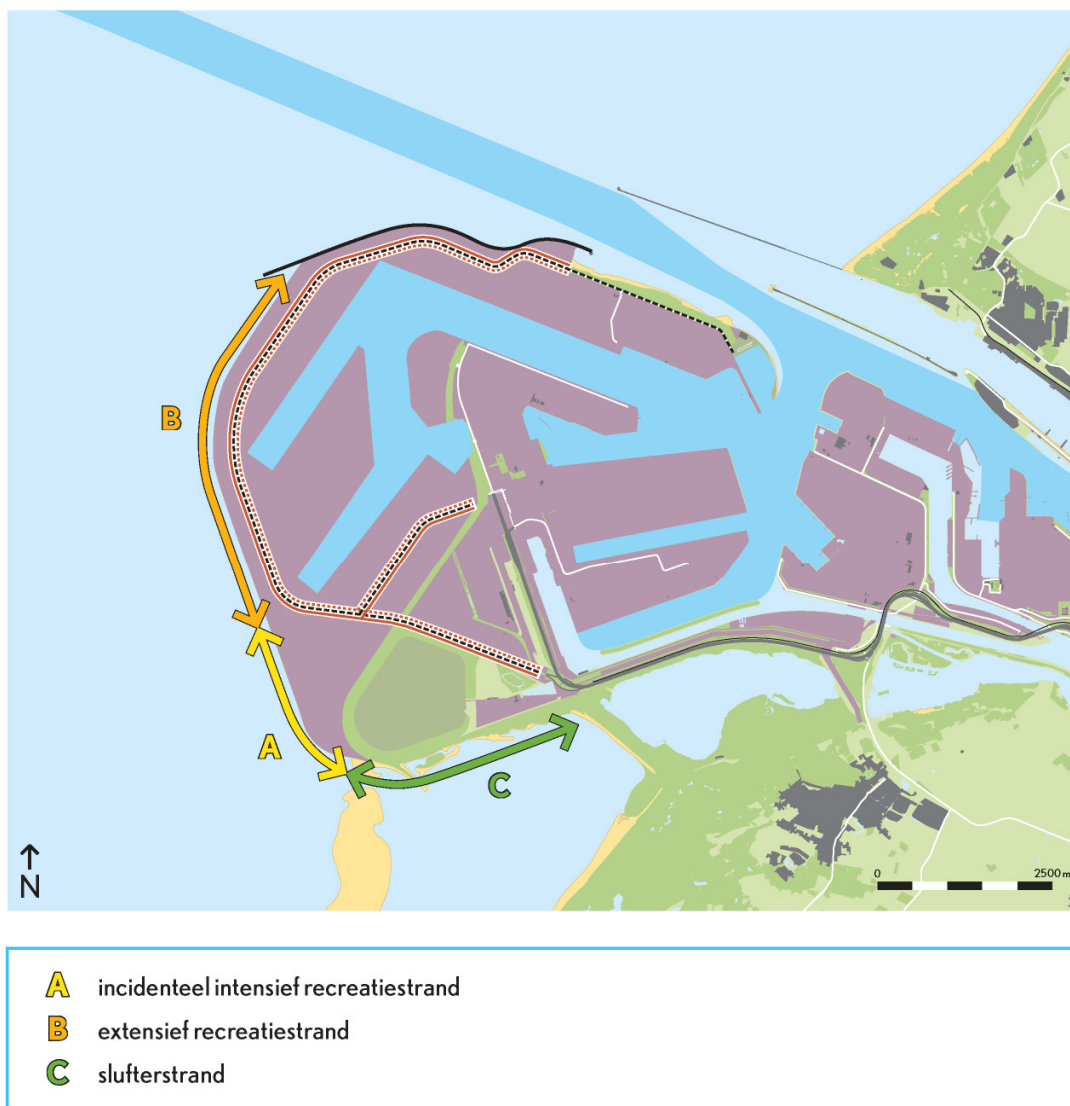 B
A
C
N
0 2500 m
A incidenteel intensief recreatiestrand
B extensief recreatiestrand
C slufterstrand